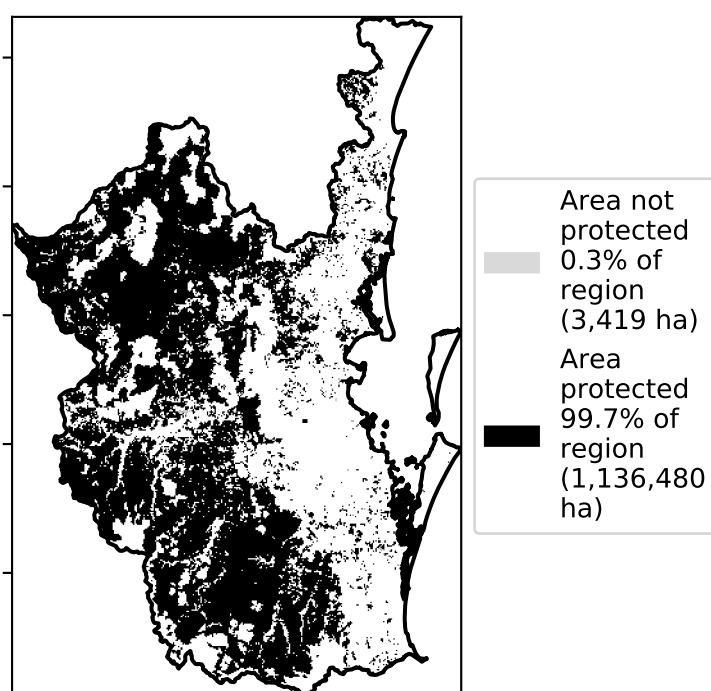 Area not
protected
0.3% of
region
(3,419 ha)
Area
protected
99.7% of
region
(1,136,480
ha)